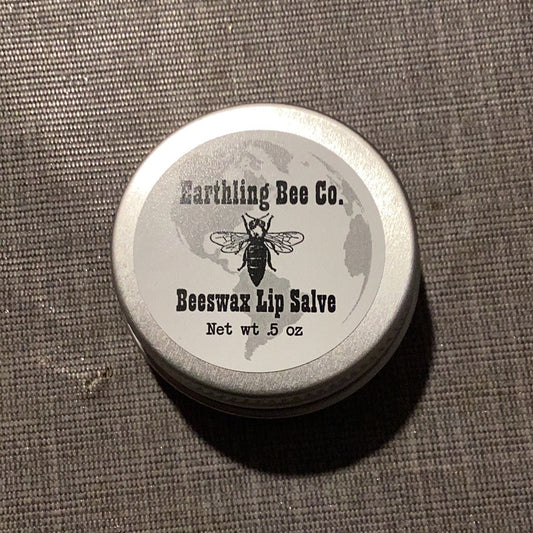 Earthling Bee Co.
Beeswax Lip Salve
Net wt .5 oz